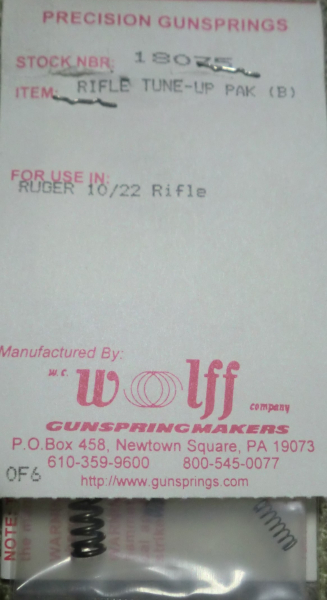 PRECISION GUNSPRINGS
STOCK NBR: 18075
ITEM: RIFLE TUNE-UP PAK (B)
FOR USE IN:
RUGER 10/22 Rifle
Manufactured By:
W.C. Wolff company
GUNSPRINGMAKERS
P.O.Box 458, Newtown Square, PA 19073
610-359-9600 800-545-0077
0F6 http://www.gunsprings.com
NOTE